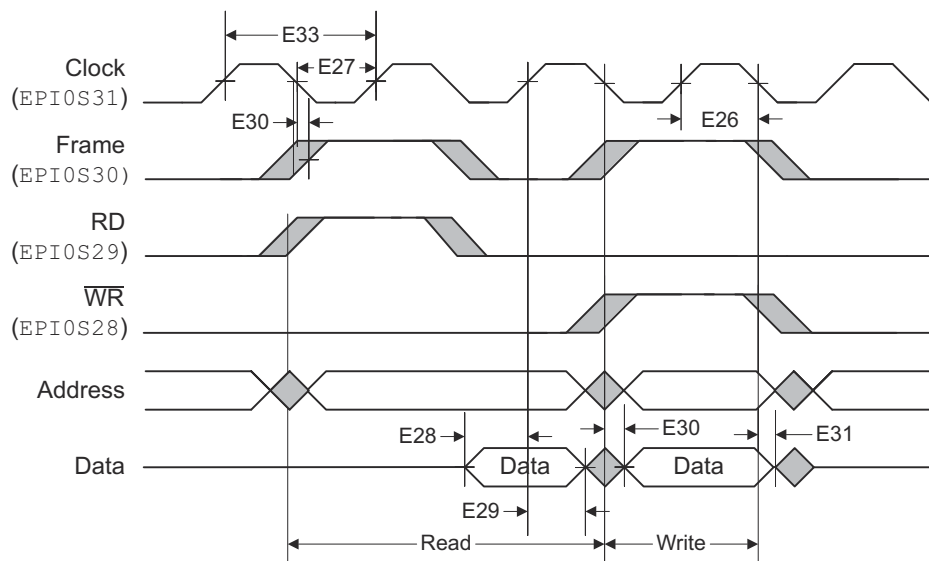 E33
Clock
(EPI0S31)
E27
E30
E26
Frame
(EPI0S30)
RD
(EPI0S29)
W̅R̅
(EPI0S28)
Address
E28
E30
E31
Data
Data
Data
E29
Read
Write